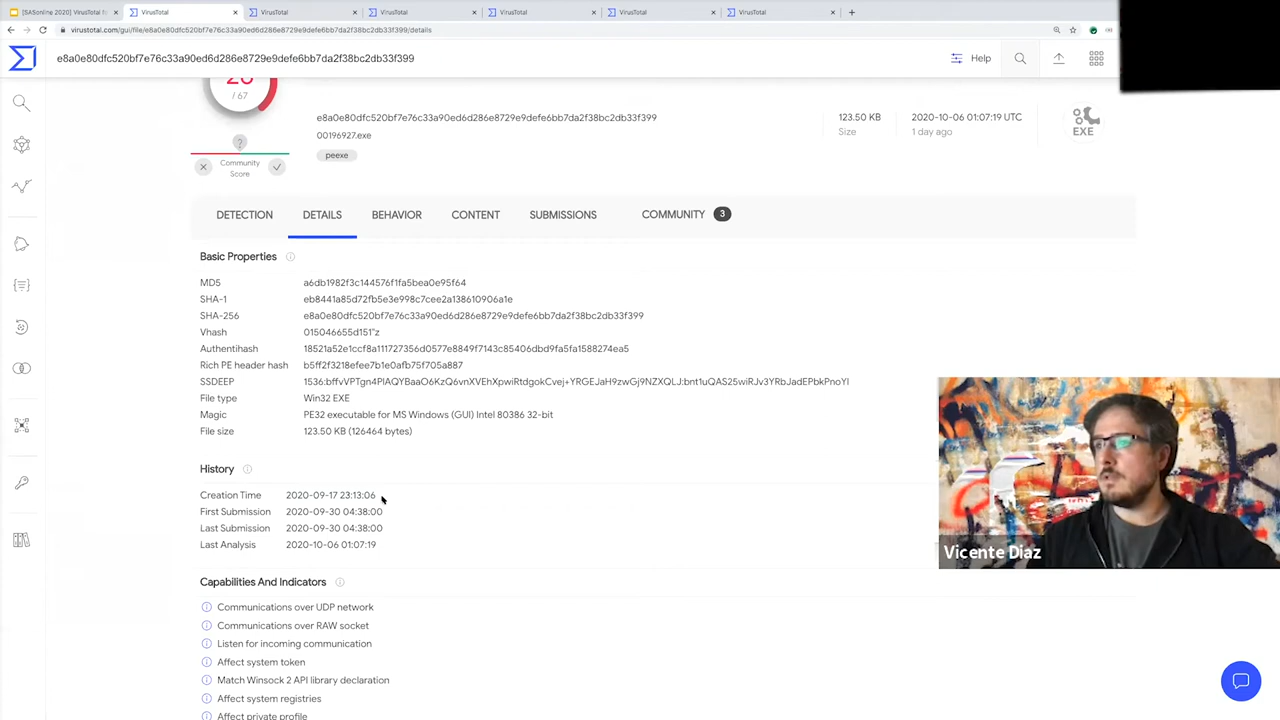 [SASonline 2020] VirusTotal fo
VirusTotal
VirusTotal
VirusTotal
VirusTotal
VirusTotal
VirusTotal
virustotal.com/gui/file/e8a0e80dfc520bf7e76c33a90ed6d286e8729e9defe6bb7da2f38bc2db33f399/details
e8a0e80dfc520bf7e76c33a90ed6d286e8729e9defe6bb7da2f38bc2db33f399
Help
/ 67
?
Community
Score
e8a0e80dfc520bf7e76c33a90ed6d286e8729e9defe6bb7da2f38bc2db33f399
00196927.exe
peexe
123.50 KB
Size
2020-10-06 01:07:19 UTC
1 day ago
EXE
DETECTION
DETAILS
BEHAVIOR
CONTENT
SUBMISSIONS
COMMUNITY 3
Basic Properties
MD5 a6db1982f3c144576f1fa5bea0e95f64
SHA-1 eb8441a85d72fb5e3e998c7cee2a138610906a1e
SHA-256 e8a0e80dfc520bf7e76c33a90ed6d286e8729e9defe6bb7da2f38bc2db33f399
Vhash 015046655d151"z
Authentihash 18521a52e1ccf8a111727356d0577e8849f7143c85406dbd9fa5fa1588274ea5
Rich PE header hash b5ff2f3218efee7b1e0afb75f705a887
SSDEEP 1536:bffvVPTgn4PlAQYBaaO6KzQ6vnXVEhXpwiRtdgokCvej+YRGEJaH9zwGj9NZXQLJ:bnt1uQAS25wiRJv3YRbJadEPbkPnoYI
File type Win32 EXE
Magic PE32 executable for MS Windows (GUI) Intel 80386 32-bit
File size 123.50 KB (126464 bytes)
History
Creation Time 2020-09-17 23:13:06
First Submission 2020-09-30 04:38:00
Last Submission 2020-09-30 04:38:00
Last Analysis 2020-10-06 01:07:19
Capabilities And Indicators
Communications over UDP network
Communications over RAW socket
Listen for incoming communication
Affect system token
Match Winsock 2 API library declaration
Affect system registries
Affect private profile
Vicente Diaz